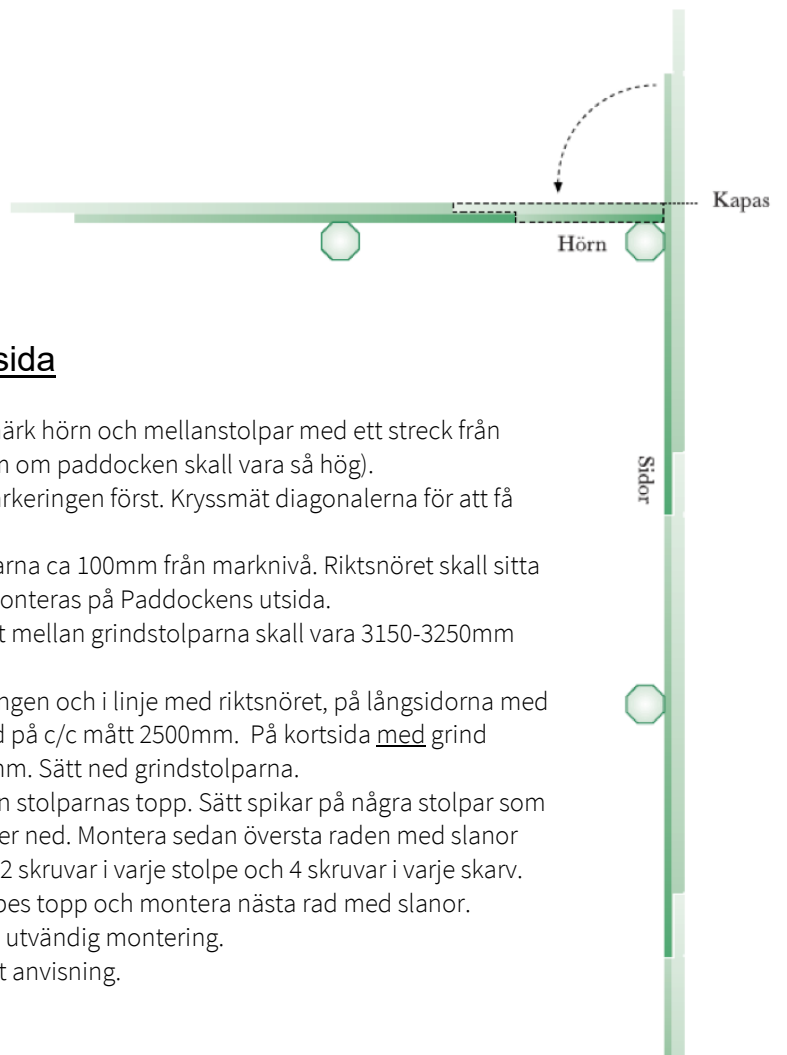 Kapas
Hörn
sida
Sidor
ärk hörn och mellanstolpar med ett streck från
om paddocken skall vara så hög).
rkeringen först. Kryssmät diagonalerna för att få
arna ca 100mm från marknivå. Riktsnöret skall sitta
onteras på Paddockens utsida.
t mellan grindstolparna skall vara 3150-3250mm
ngen och i linje med riktsnöret, på långsidorna med
d på c/c mått 2500mm. På kortsida med grind
mm. Sätt ned grindstolparna.
n stolparnas topp. Sätt spikar på några stolpar som
er ned. Montera sedan översta raden med slanor
2 skruvar i varje stolpe och 4 skruvar i varje skarv.
pes topp och montera nästa rad med slanor.
utvändig montering.
t anvisning.